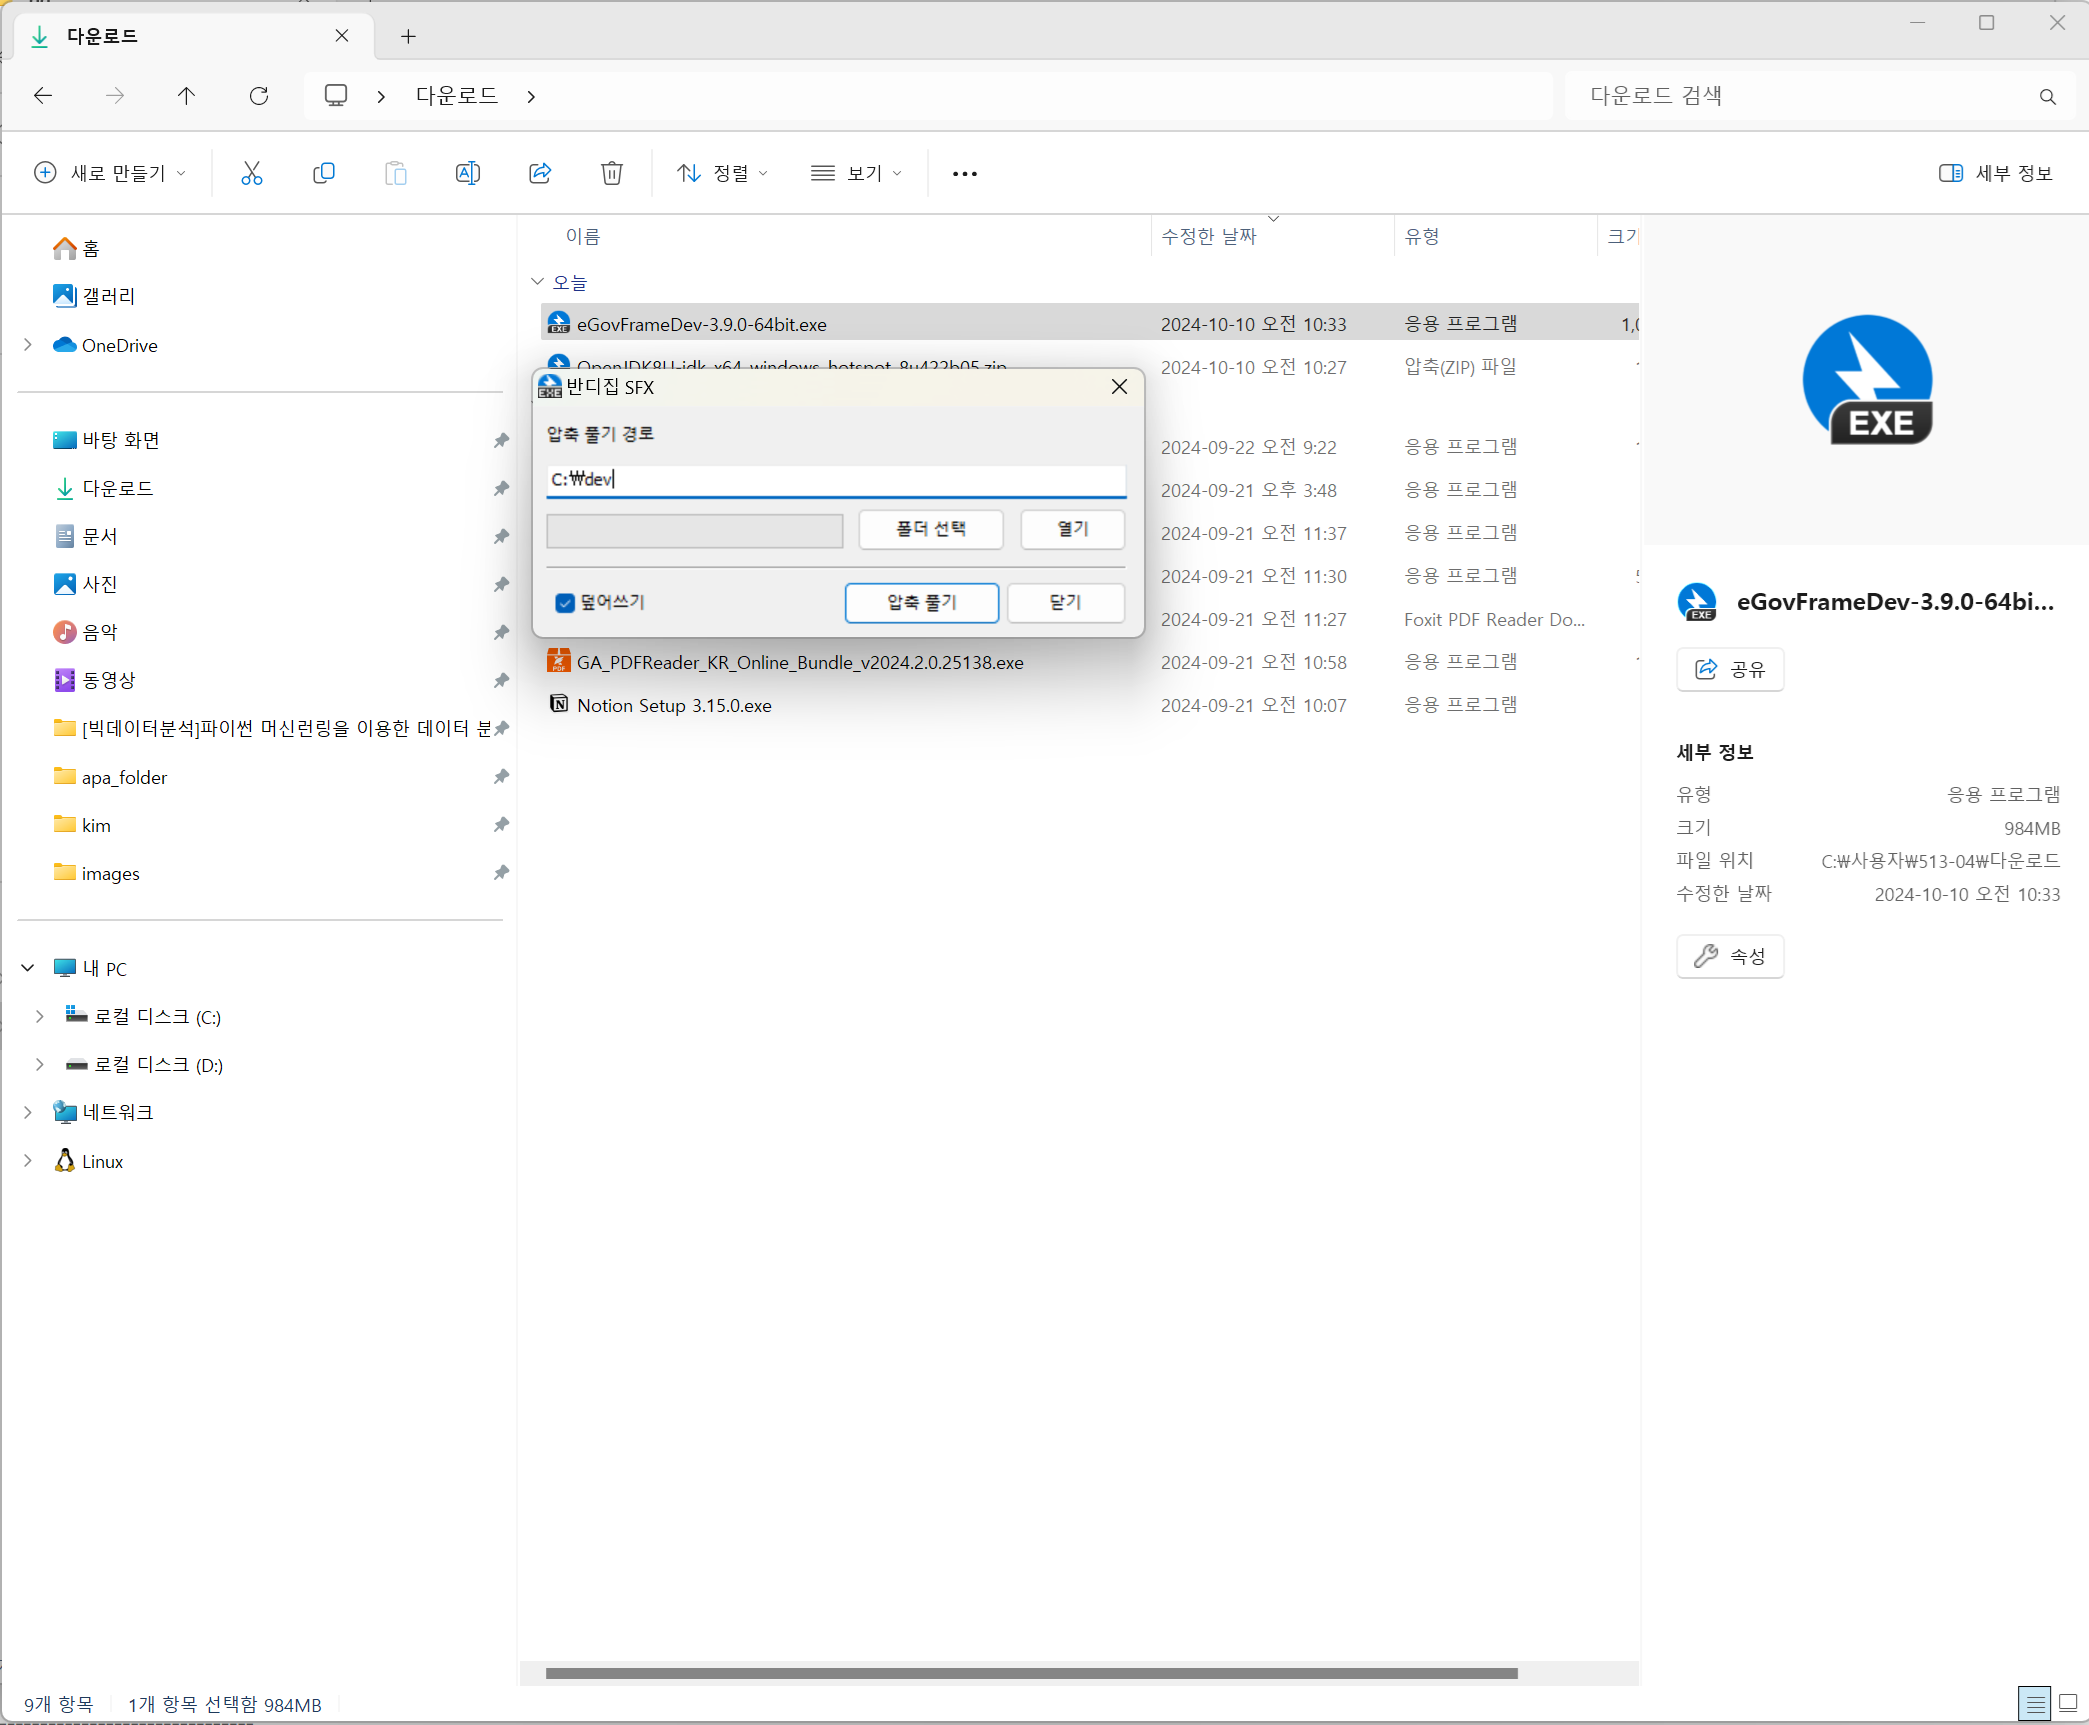 다운로드
다운로드
다운로드 검색
새로 만들기
정렬
보기
세부 정보
홈
갤러리
OneDrive
바탕 화면
다운로드
문서
사진
음악
동영상
[빅데이터분석]파이썬 머신런링을 이용한 데이터 분
apa_folder
kim
images
내 PC
로컬 디스크 (C:)
로컬 디스크 (D:)
네트워크
Linux
이름 수정한 날짜 유형 크기
오늘
eGovFrameDev-3.9.0-64bit.exe 2024-10-10 오전 10:33 응용 프로그램
OpenJDK8U-jdk_x64_windows_hotspot_8u422b05.zip 2024-10-10 오전 10:27 압축(ZIP) 파일
2024-09-22 오전 9:22 응용 프로그램
2024-09-21 오후 3:48 응용 프로그램
2024-09-21 오전 11:37 응용 프로그램
2024-09-21 오전 11:30 응용 프로그램
2024-09-21 오전 11:27 Foxit PDF Reader Do...
GA_PDFReader_KR_Online_Bundle_v2024.2.0.25138.exe 2024-09-21 오전 10:58 응용 프로그램
Notion Setup 3.15.0.exe 2024-09-21 오전 10:07 응용 프로그램
EXE 반디집 SFX
압축 풀기 경로
C:₩dev
폴더 선택 열기
덮어쓰기 압축 풀기 닫기
EXE
EXE eGovFrameDev-3.9.0-64bi...
공유
세부 정보
유형 응용 프로그램
크기 984MB
파일 위치 C:₩사용자₩513-04₩다운로드
수정한 날짜 2024-10-10 오전 10:33
속성
9개 항목 1개 항목 선택함 984MB